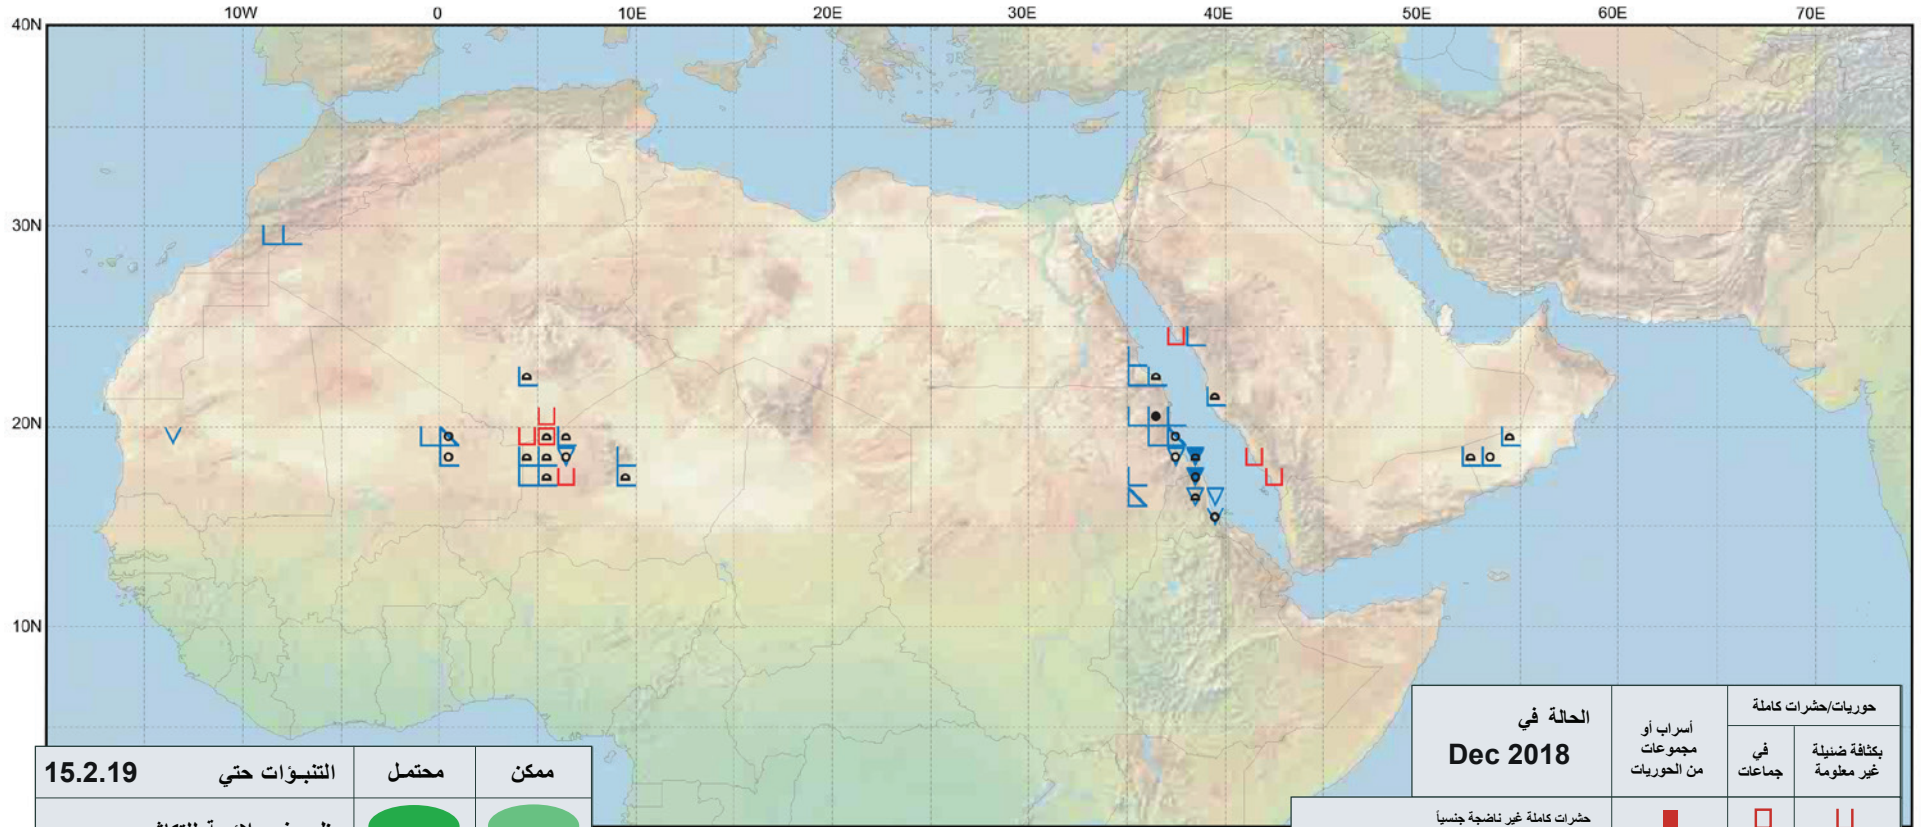 10W 0 10E 20E 30E 40E 50E 60E 70E
40N
30N
20N
10N
حوريات/حشرات كاملة
بكثافة ضئيلة
غير معلومة
في
جماعات
أسراب أو
مجموعات
من الحوريات
الحالة في
Dec 2018
حشرات كاملة غير ناضجة جنسياً
ممكن
محتمل
التنبؤات حتي
15.2.19